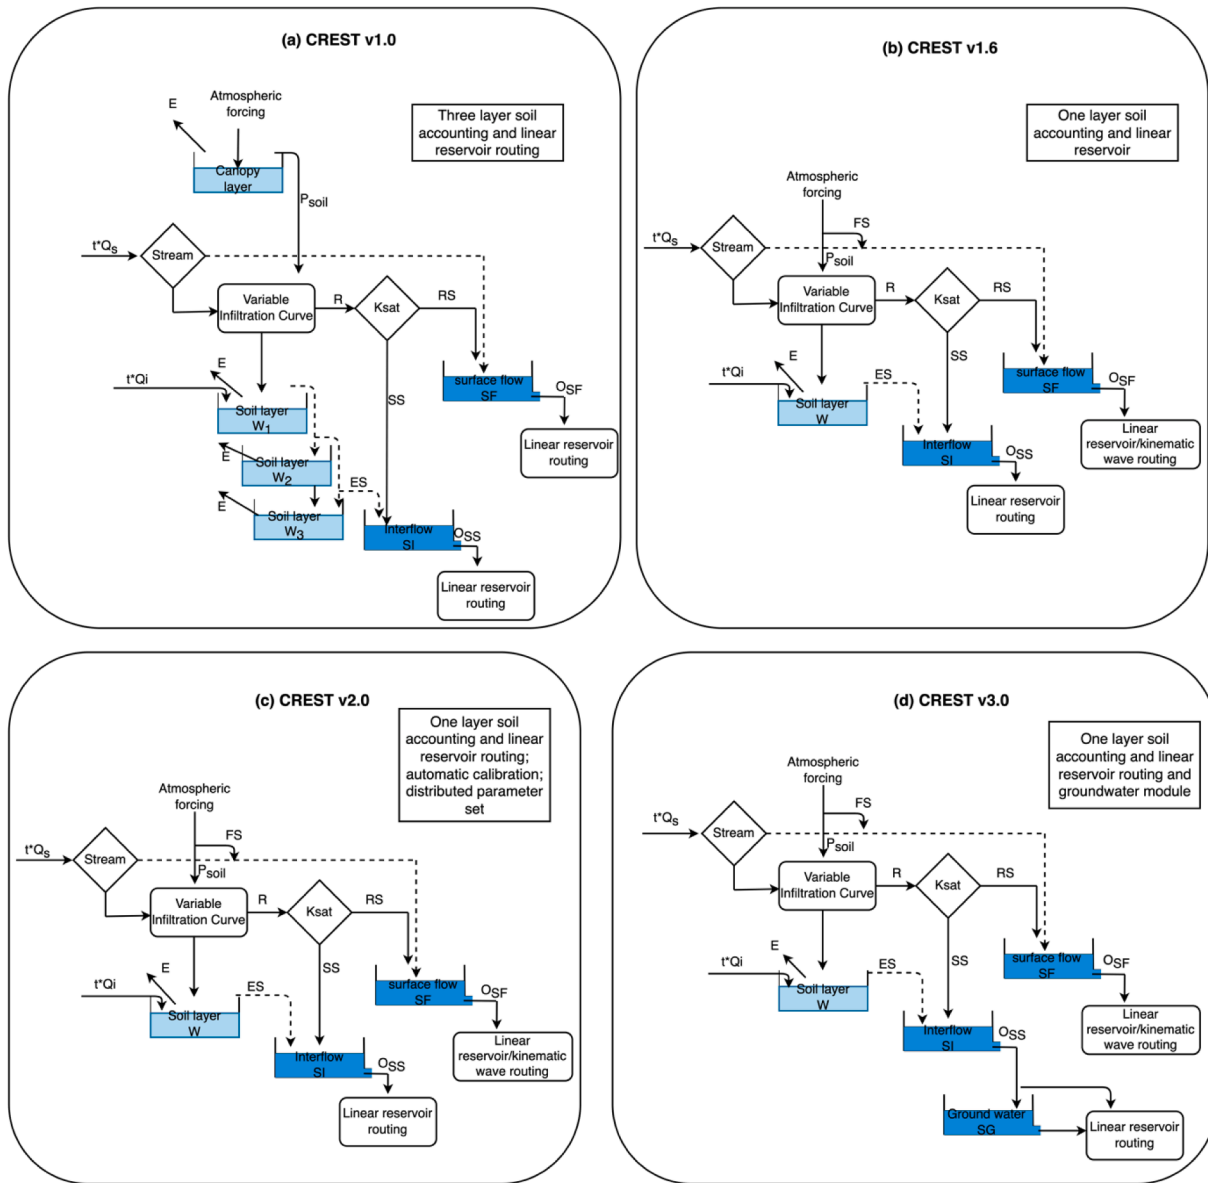 (a) CREST v1.0
Atmospheric
forcing
E
Three layer soil
accounting and linear
reservoir routing
Canopy
layer
Psoil
t*Qs
Stream
Variable
Infiltration Curve
R
Ksat
RS
t*Qi
E
SS
surface flow
SF
OSF
Soil layer
W1
Linear reservoir
routing
E
Soil layer
W2
ES
E
Soil layer
W3
Interflow
SI
OSS
Linear reservoir
routing
(b) CREST v1.6
One layer soil
accounting and linear
reservoir
Atmospheric
forcing
FS
t*Qs
Stream
Psoil
Variable
Infiltration Curve
R
Ksat
RS
t*Qi
E
ES
SS
surface flow
SF
OSF
Soil layer
W
Linear
reservoir/kinematic
wave routing
Interflow
SI
OSS
Linear reservoir
routing
(c) CREST v2.0
One layer soil
accounting and linear
reservoir routing;
automatic calibration;
distributed parameter
set
Atmospheric
forcing
FS
t*Qs
Stream
Psoil
Variable
Infiltration Curve
R
Ksat
RS
t*Qi
E
ES
SS
surface flow
SF
OSF
Soil layer
W
Linear
reservoir/kinematic
wave routing
Interflow
SI
OSS
Linear reservoir
routing
(d) CREST v3.0
One layer soil
accounting and linear
reservoir routing and
groundwater module
Atmospheric
forcing
FS
t*Qs
Stream
Psoil
Variable
Infiltration Curve
R
Ksat
RS
t*Qi
E
ES
SS
surface flow
SF
OSF
Soil layer
W
Linear
reservoir/kinematic
wave routing
Interflow
SI
OSS
Ground water
SG
Linear reservoir
routing